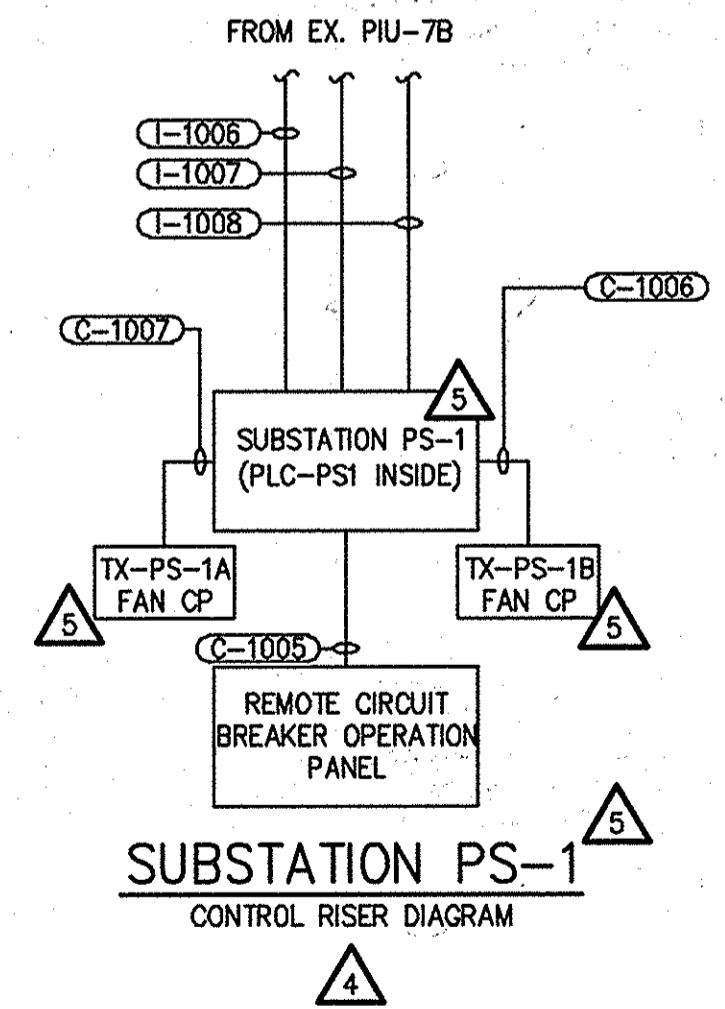 FROM EX. PIU-7B
I-1006
I-1007
I-1008
C-1006
C-1007
5
SUBSTATION PS-1
(PLC-PS1 INSIDE)
TX-PS-1A
FAN CP
5
TX-PS-1B
FAN CP
5
C-1005
REMOTE CIRCUIT
BREAKER OPERATION
PANEL
5
SUBSTATION PS-1
CONTROL RISER DIAGRAM
4